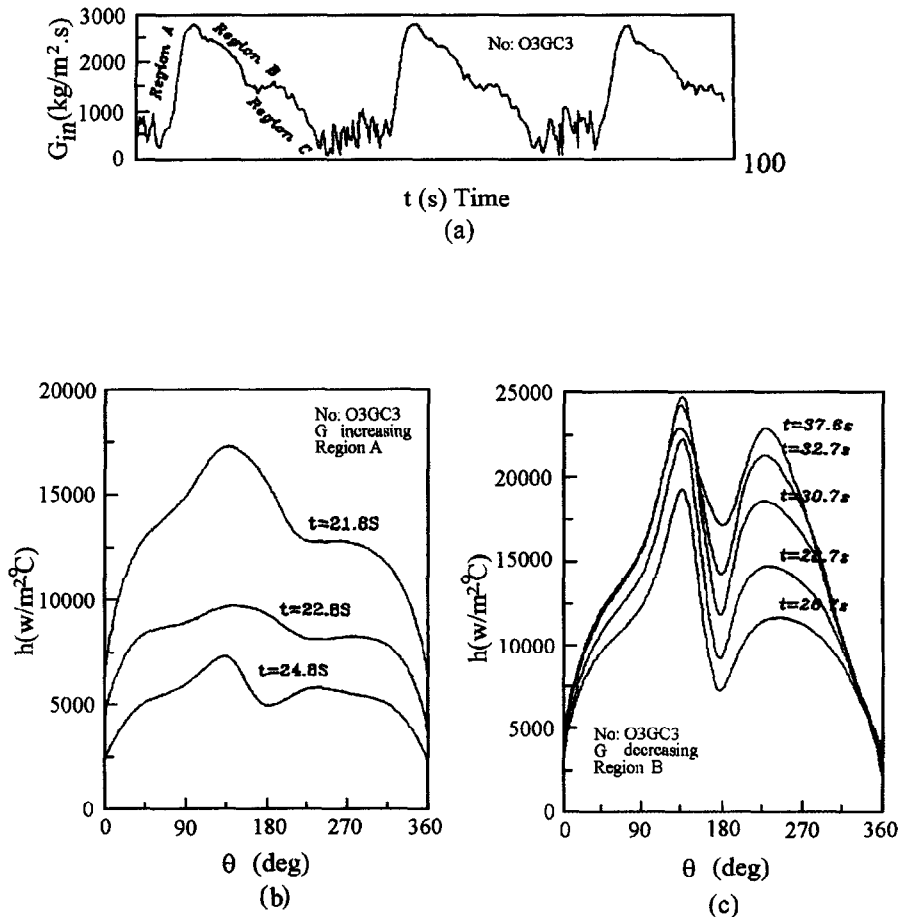 3000
2000
1000
0
G_in(kg/m².s)
Region A
Region B
Region C
No: O3GC3
100
t (s) Time
(a)
20000
15000
10000
5000
0
h(w/m²°C)
No: O3GC3
G increasing
Region A
t=21.8S
t=22.8S
t=24.8S
0 90 180 270 360
θ (deg)
(b)
25000
20000
15000
10000
5000
0
h(w/m²°C)
t=37.6s
t=32.7s
t=30.7s
No: O3GC3
G decreasing
Region B
0 90 180 270 360
θ (deg)
(c)